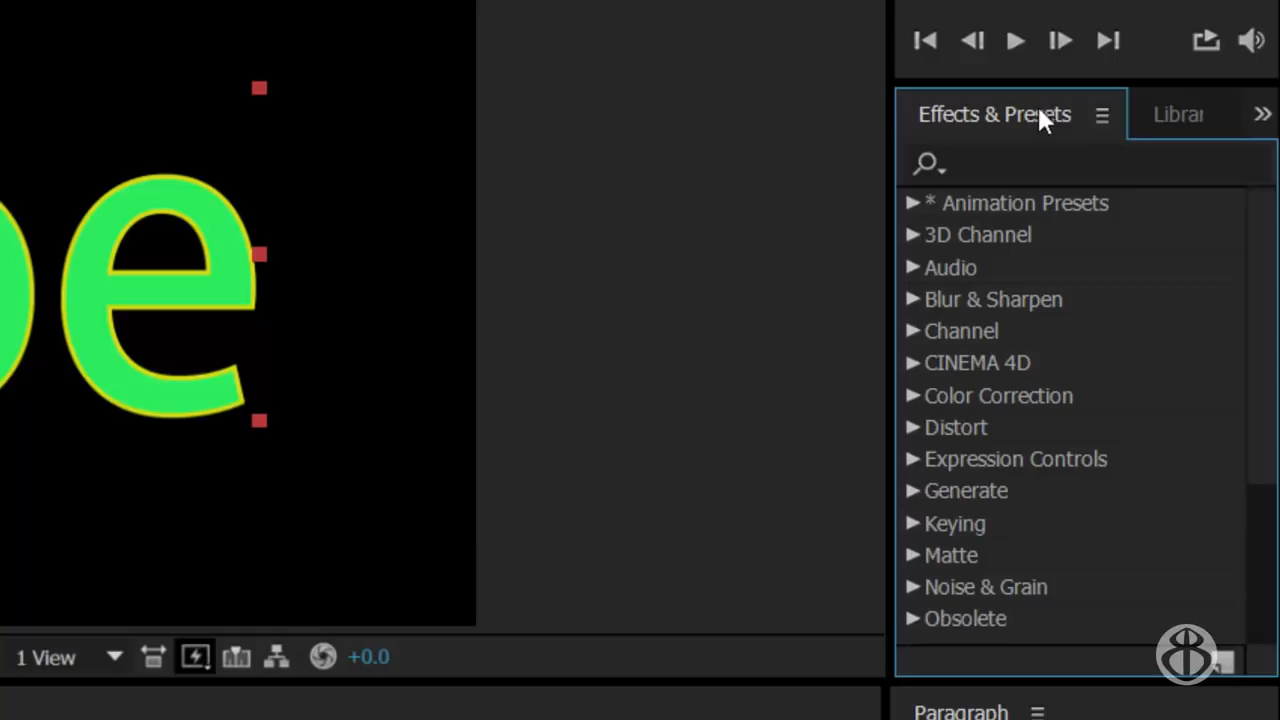 Effects & Presets
Librar
* Animation Presets
3D Channel
Audio
Blur & Sharpen
Channel
CINEMA 4D
Color Correction
Distort
Expression Controls
Generate
Keying
Matte
Noise & Grain
Obsolete
be
1 View
+0.0
Paragraph